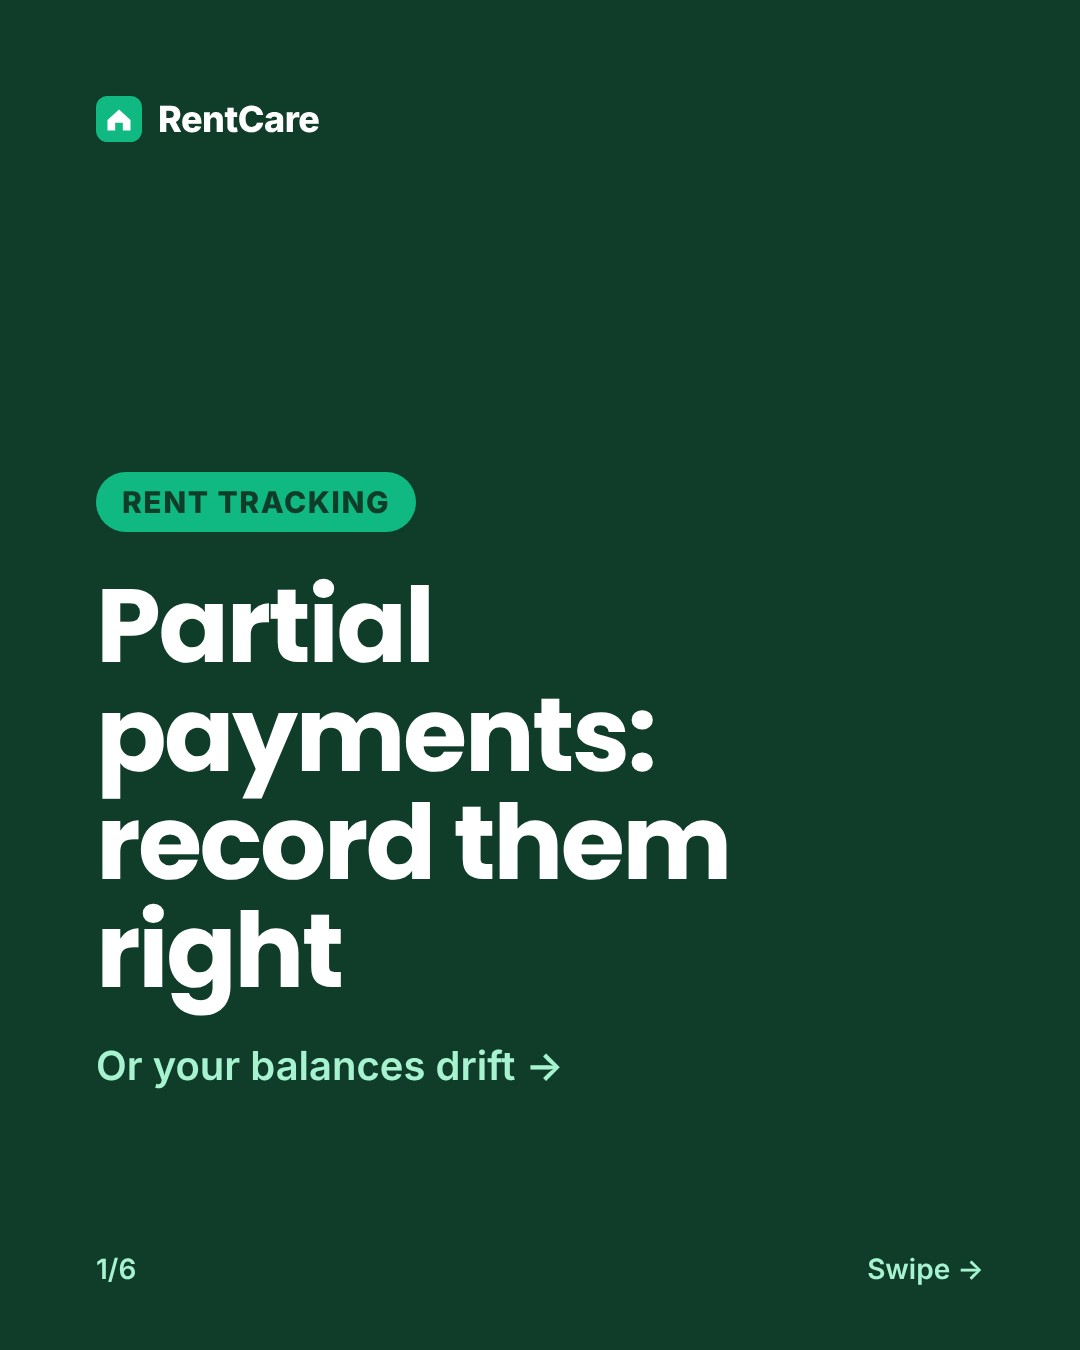 RentCare
RENT TRACKING
Partial
payments:
record them
right
Or your balances drift →
1/6
Swipe →